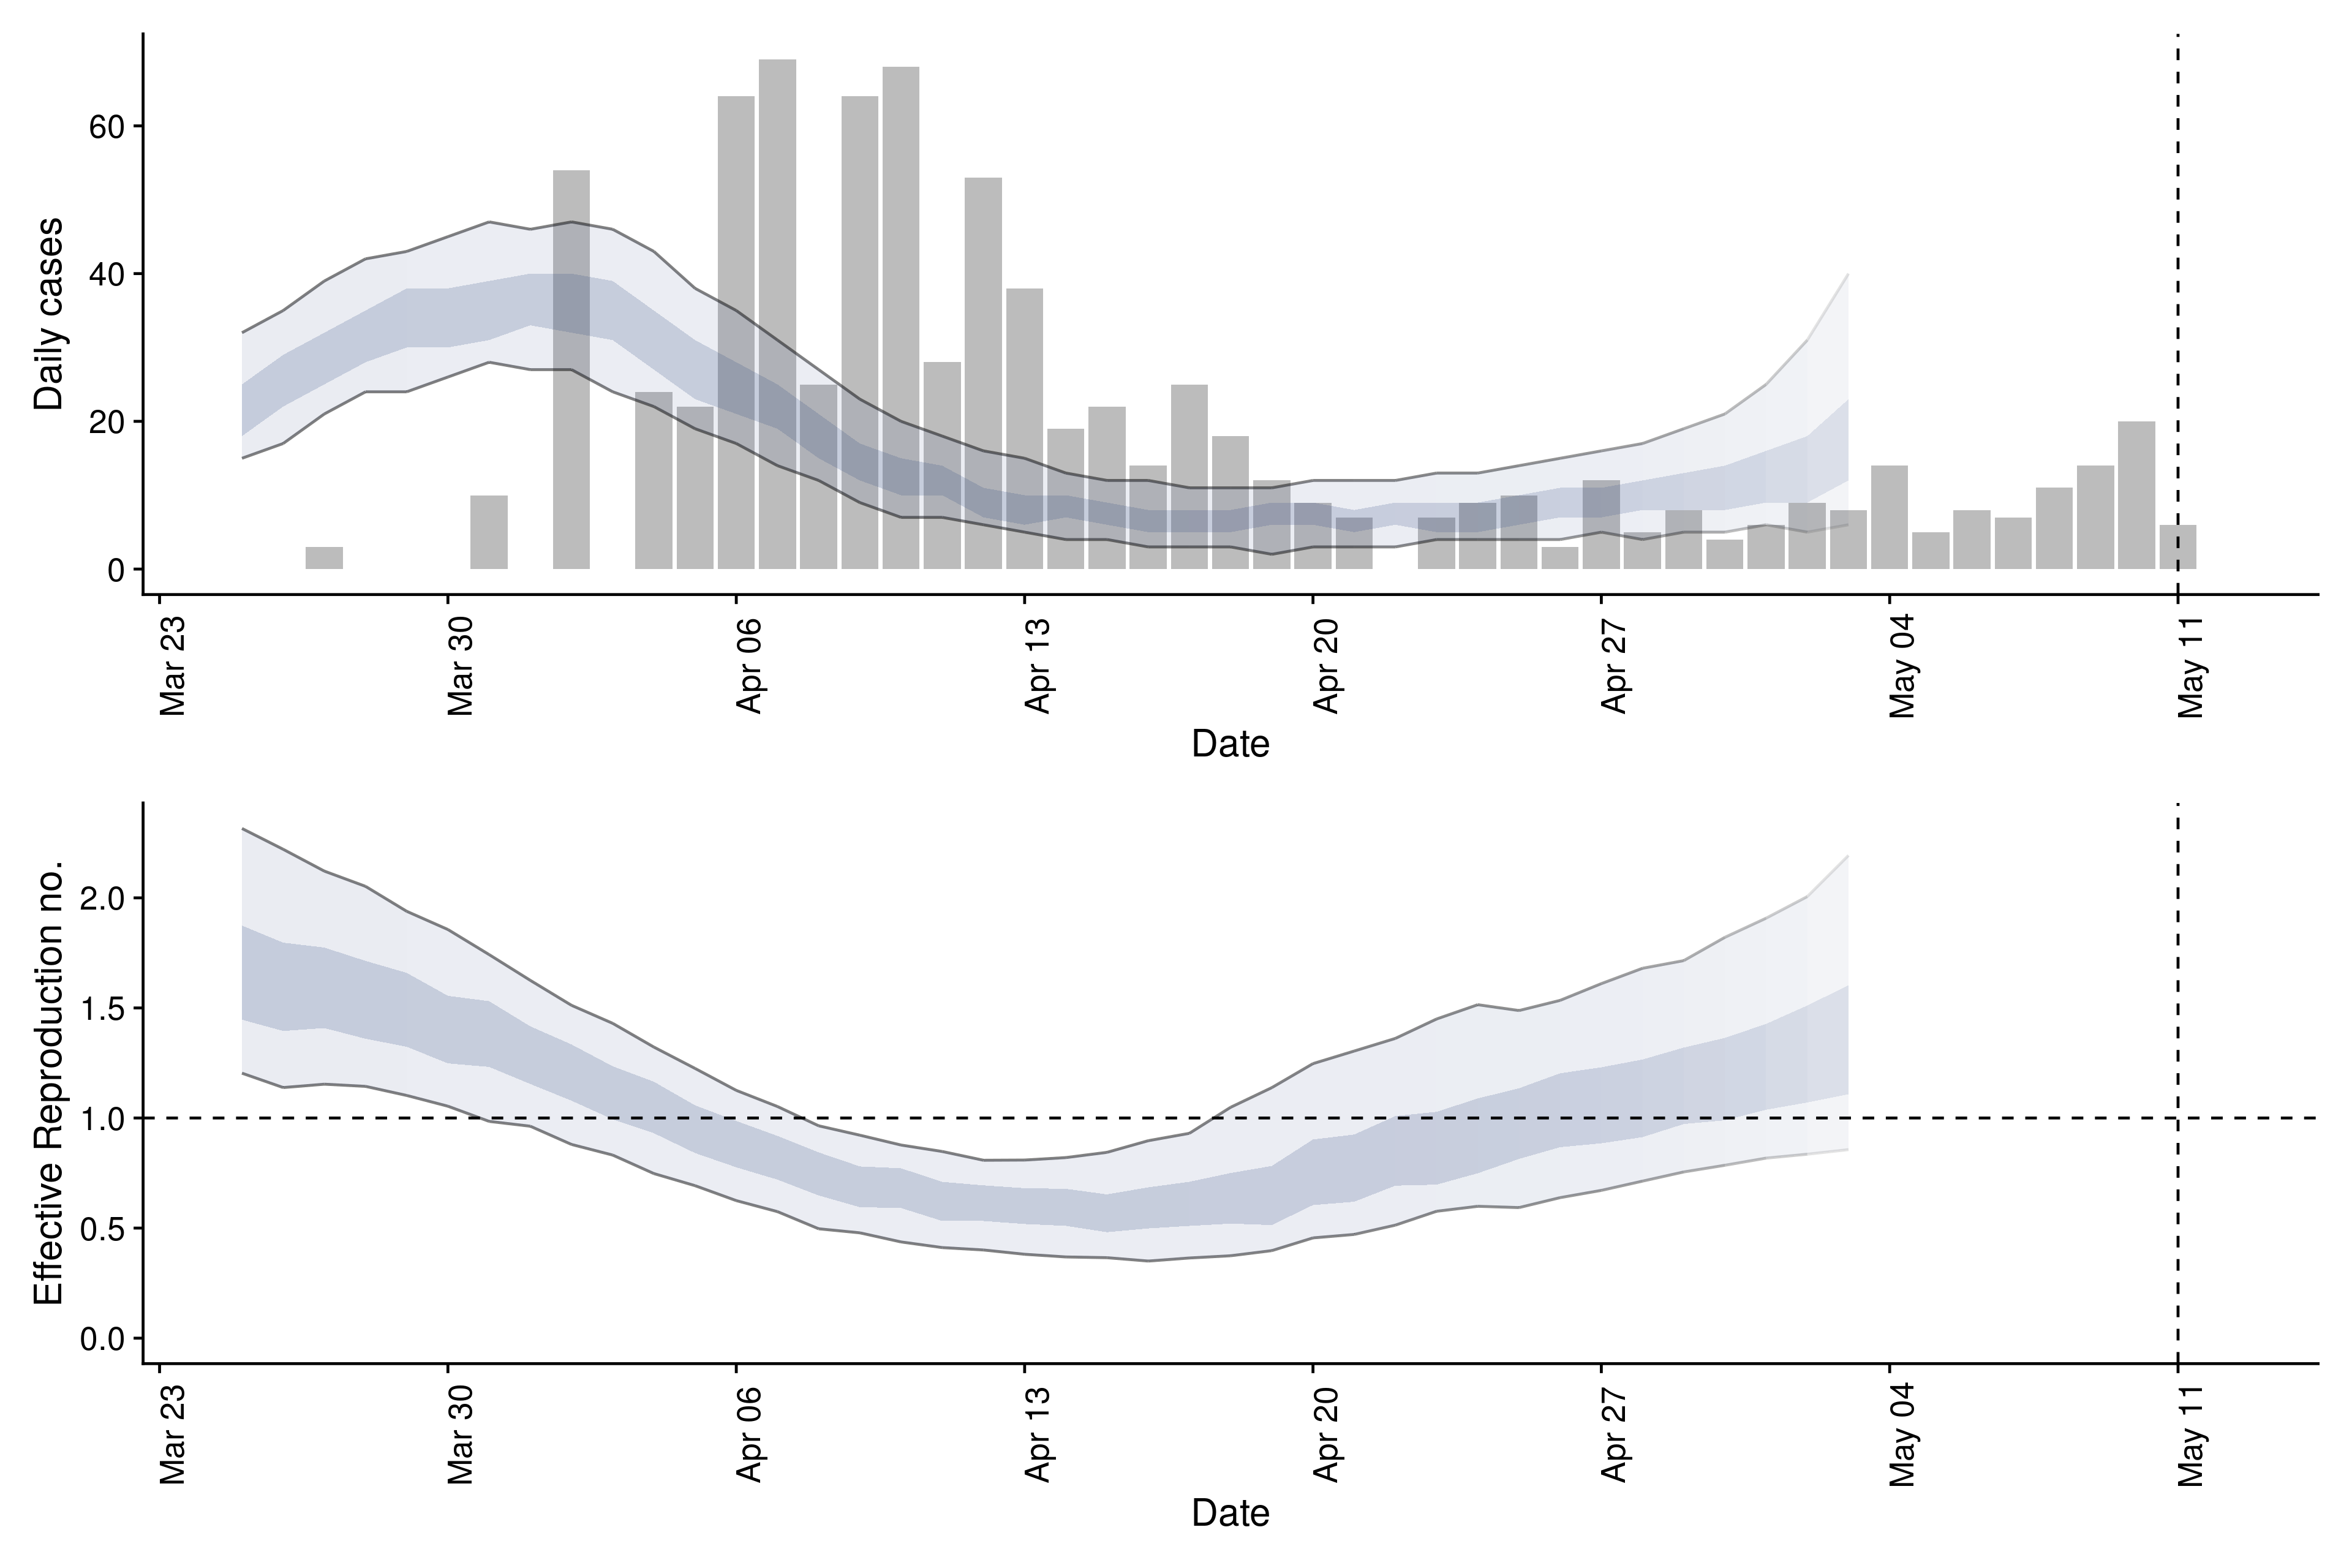 Daily cases
60
40
20
0
Mar 23
Mar 30
Apr 06
Apr 13
Apr 20
Apr 27
May 04
May 11
Date
Effective Reproduction no.
2.0
1.5
1.0
0.5
0.0
Mar 23
Mar 30
Apr 06
Apr 13
Apr 20
Apr 27
May 04
May 11
Date